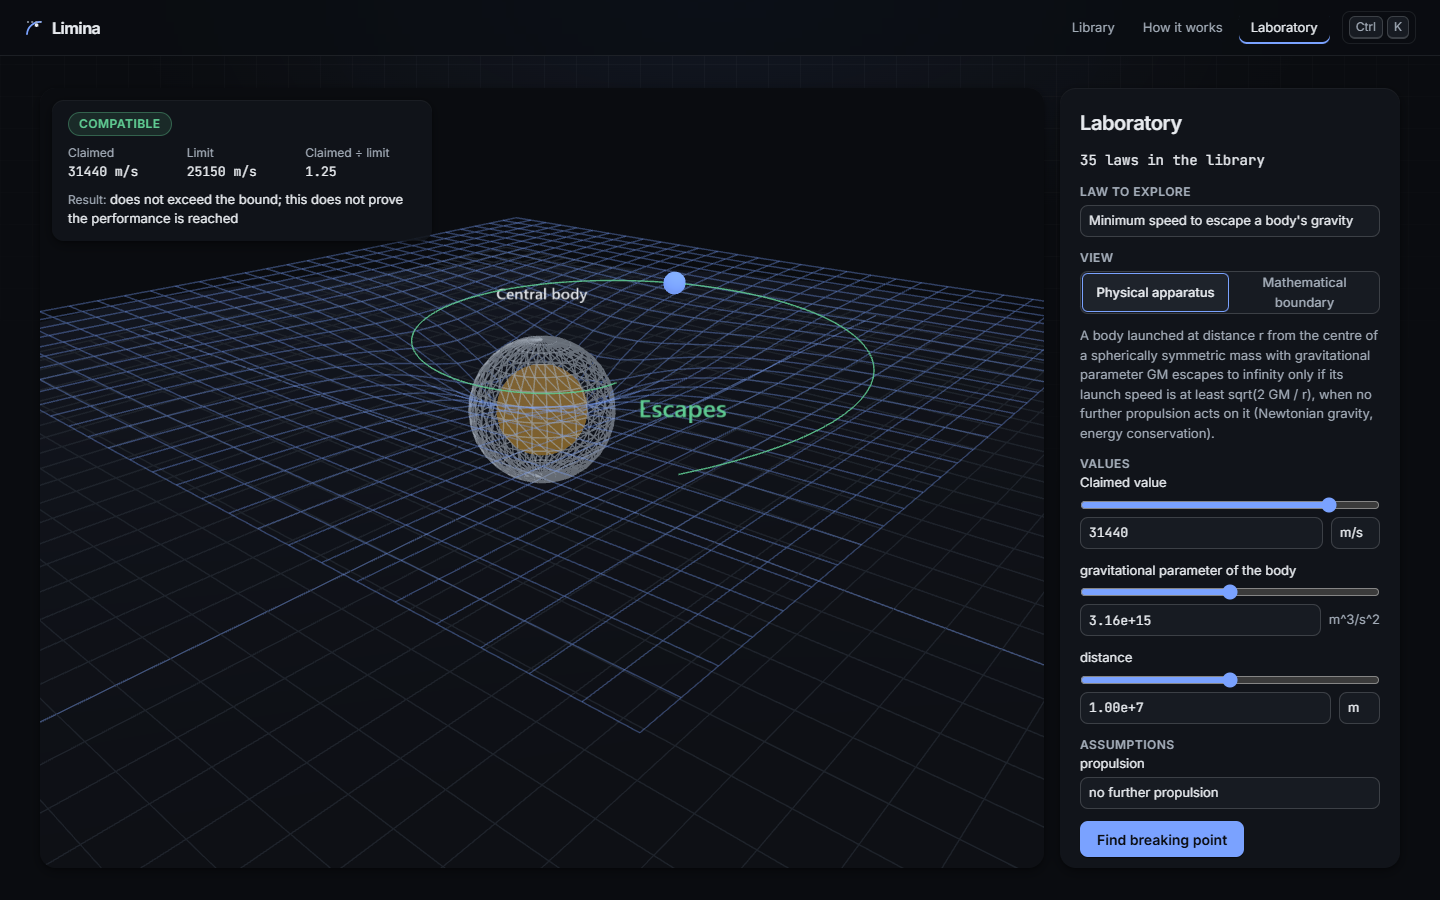 Limina
Library
How it works
Laboratory
Ctrl
K
COMPATIBLE
Claimed
31440 m/s
Limit
25150 m/s
Claimed ÷ limit
1.25
Result: does not exceed the bound; this does not prove
the performance is reached
Central body
Escapes
Laboratory
35 laws in the library
LAW TO EXPLORE
Minimum speed to escape a body's gravity
VIEW
Physical apparatus
Mathematical
boundary
A body launched at distance r from the centre of
a spherically symmetric mass with gravitational
parameter GM escapes to infinity only if its
launch speed is at least sqrt(2 GM / r), when no
further propulsion acts on it (Newtonian gravity,
energy conservation).
VALUES
Claimed value
31440
m/s
gravitational parameter of the body
3.16e+15
m^3/s^2
distance
1.00e+7
m
ASSUMPTIONS
propulsion
no further propulsion
Find breaking point